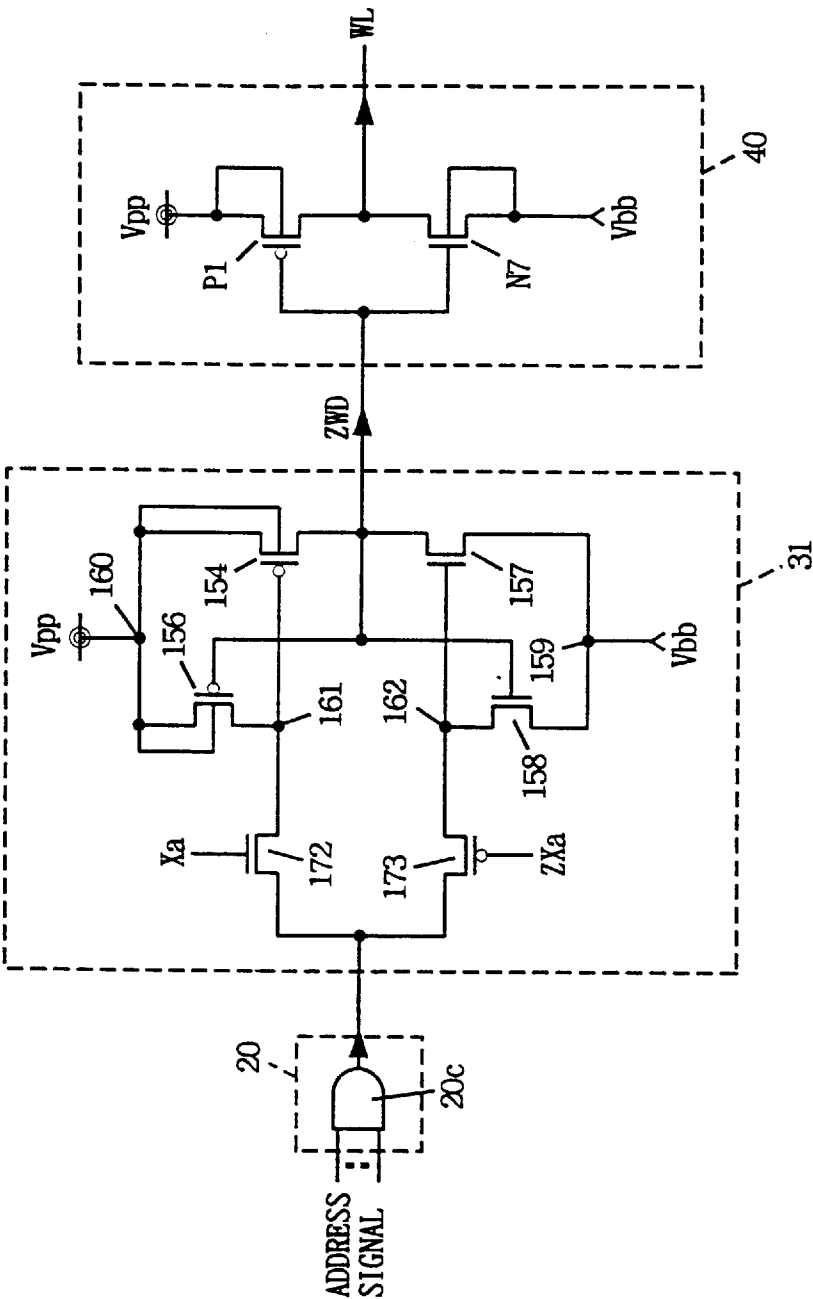 ADDRESS
SIGNAL
20
20c
Xa
172
173
ZXa
161
162
156
158
Vpp
160
154
157
159
Vbb
31
ZWD
Vpp
P1
N7
Vbb
40
WL